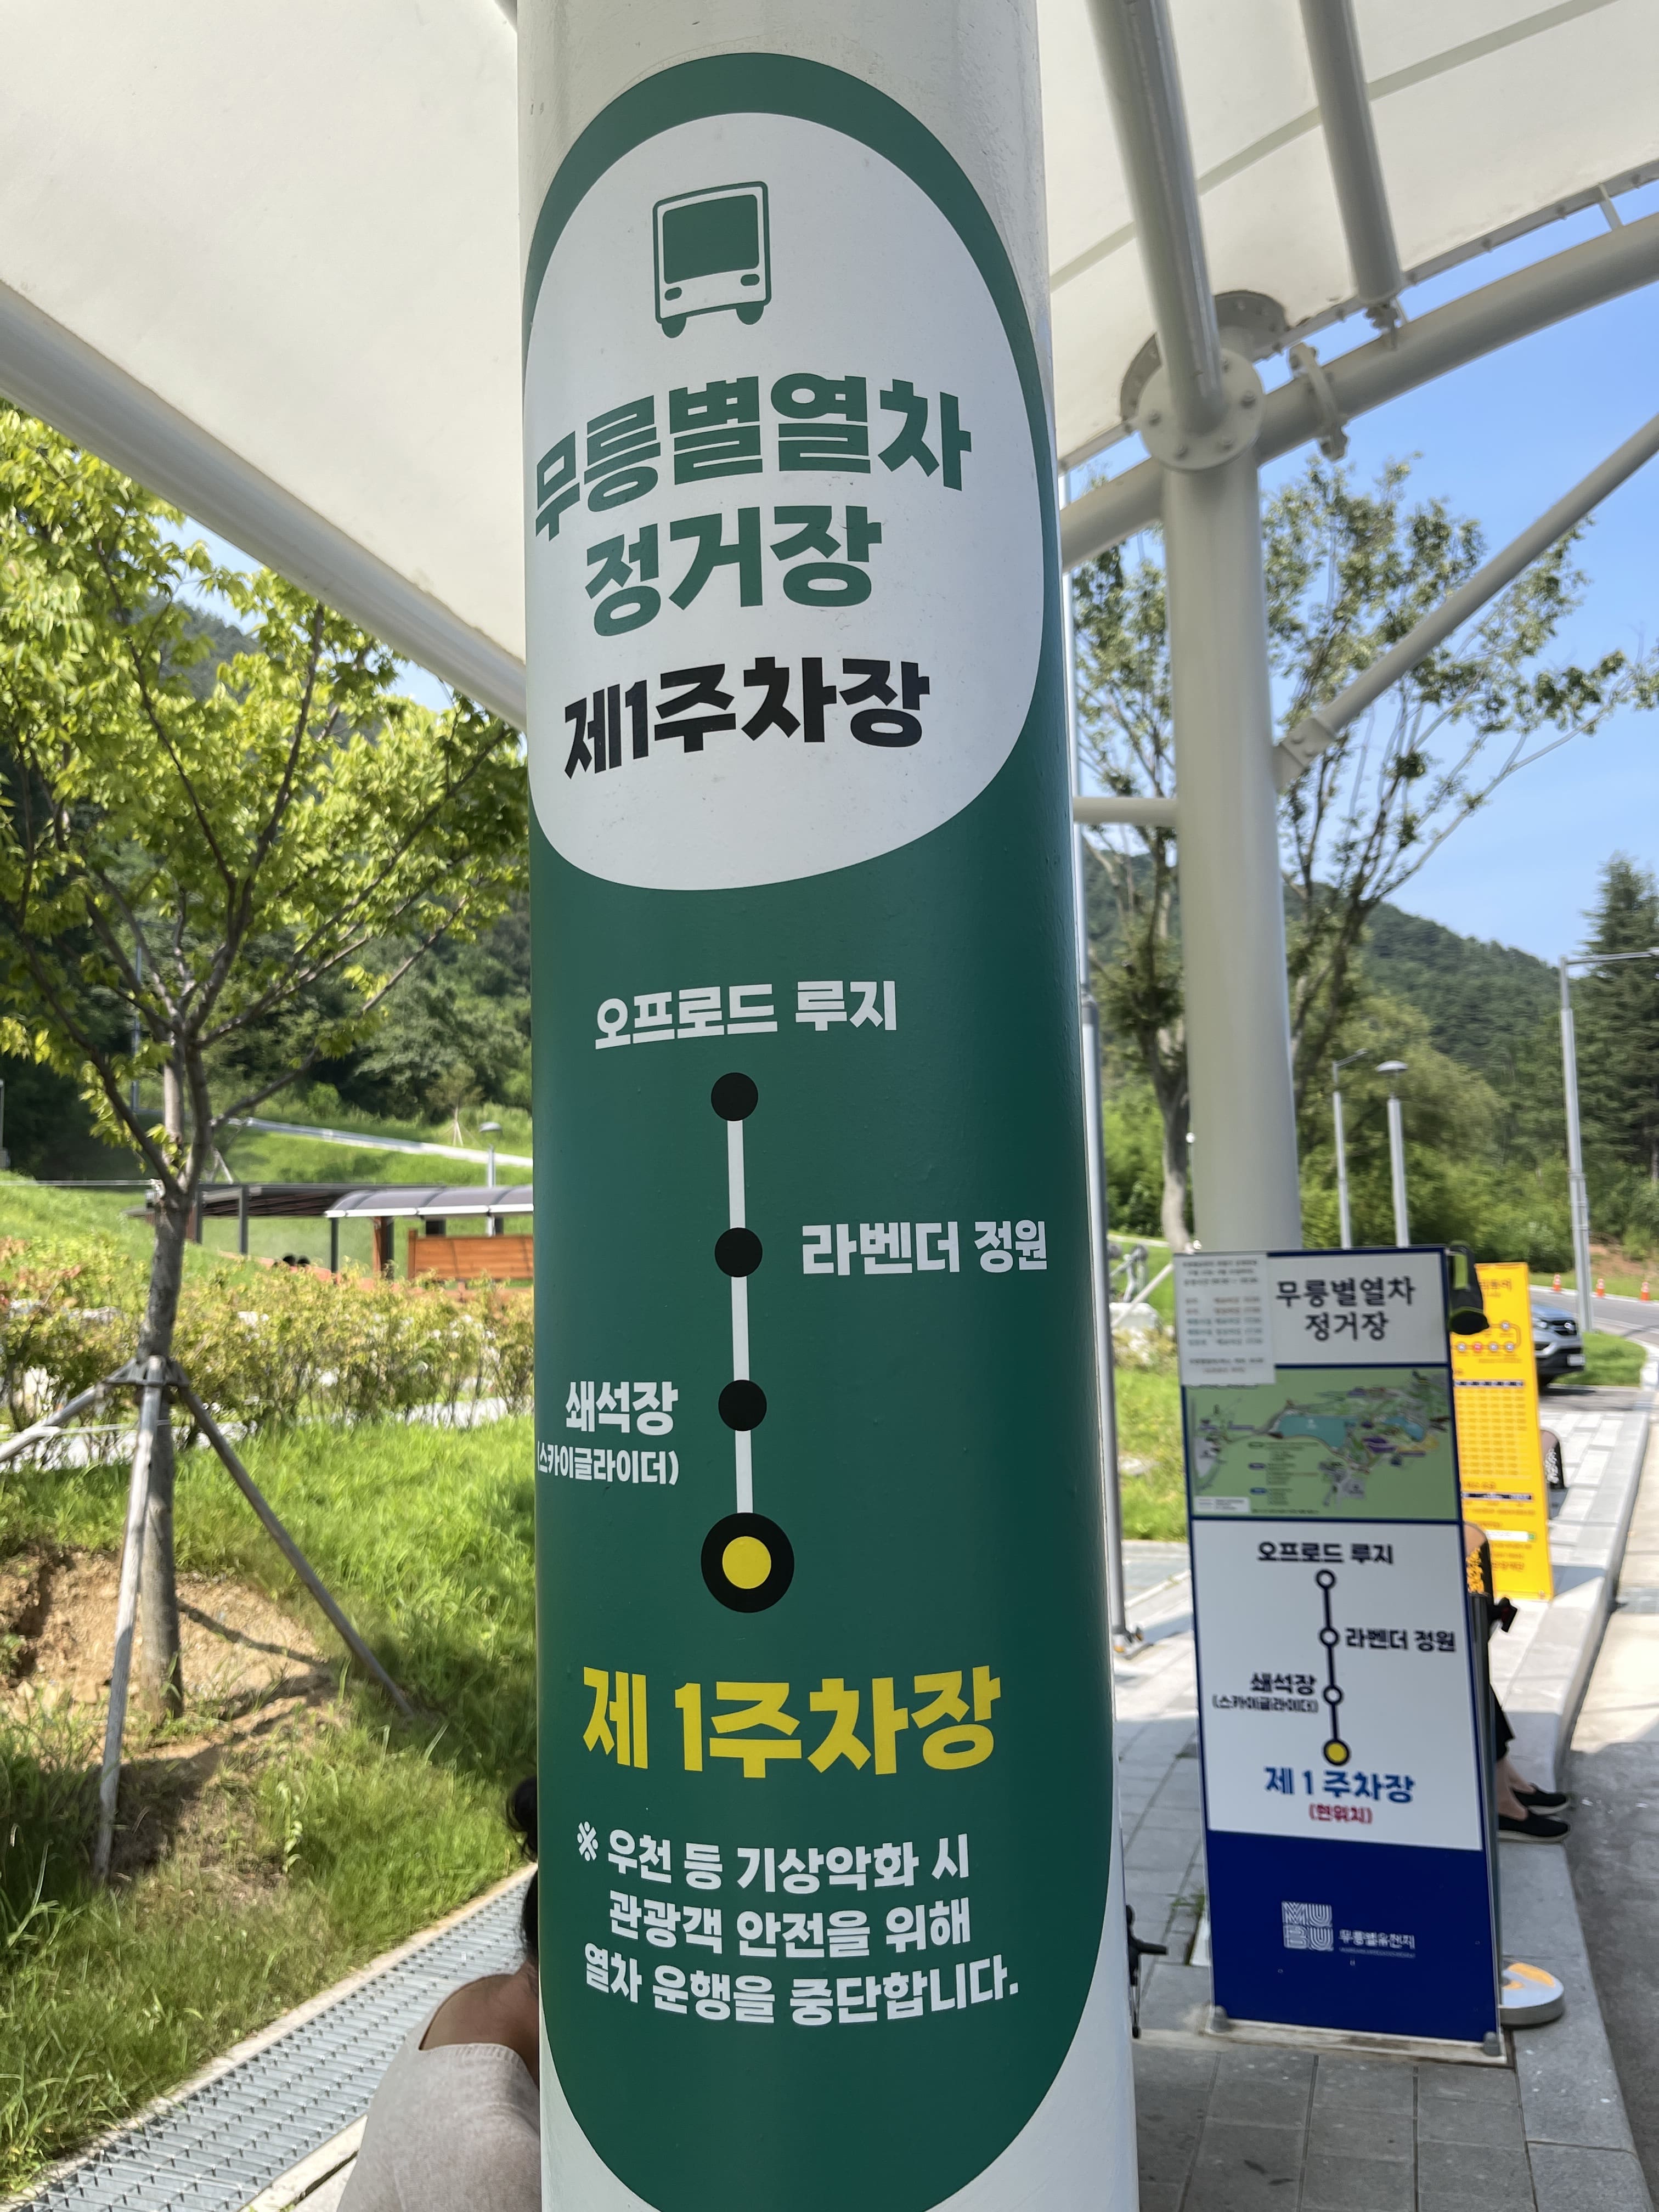 무릉별열차
정거장
제1주차장
오프로드 루지
라벤더 정원
쇄석장
(스카이글라이더)
제 1주차장
※ 우천 등 기상악화 시
관광객 안전을 위해
열차 운행을 중단합니다.
무릉별열차
정거장
오프로드 루지
라벤더 정원
쇄석장
(스카이글라이더)
제 1 주차장
(현위치)
MU
BU
무릉별유천지